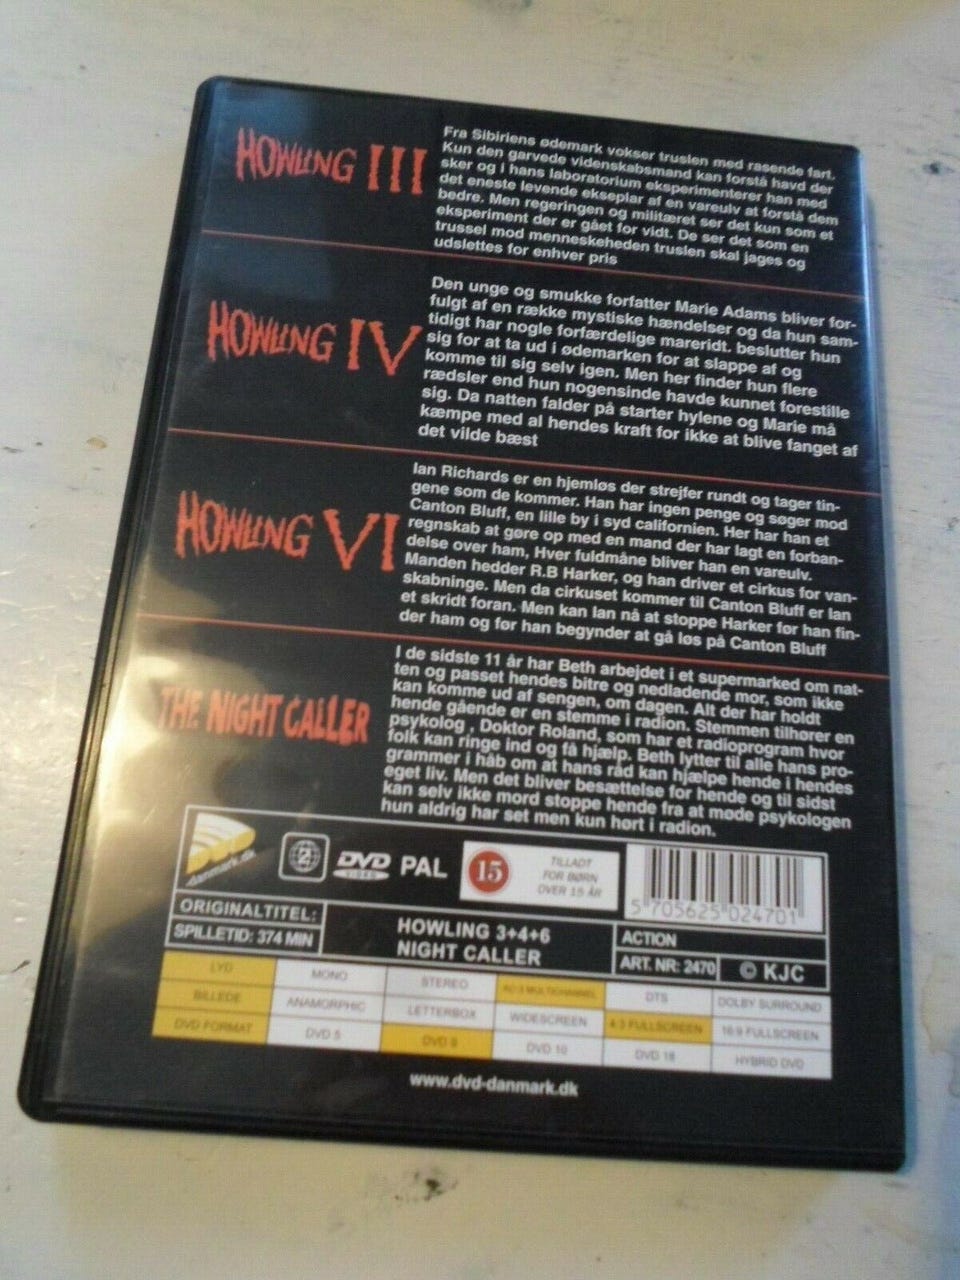 HOWLING III
Fra Sibiriens ødemark vokser truslen med rasende fart.
Kun den garvede videnskabsmand kan forstå havd der
sker og i hans laboratorium eksperimenterer han med
det eneste levende ekseplar af en vareulv at forstå dem
bedre. Men regeringen og militæret ser det kun som et
eksperiment der er gået for vidt. De ser det som en
trussel mod menneskeheden truslen skal jages og
udslettes for enhver pris
HOWLING IV
Den unge og smukke forfatter Marie Adams bliver for-
fulgt af en række mystiske hændelser og da hun sam-
tidigt har nogle forfærdelige mareridt. beslutter hun
sig for at ta ud i ødemarken for at slappe af og
komme til sig selv igen. Men her finder hun flere
rædsler end hun nogensinde havde kunnet forestille
sig. Da natten falder på starter hylene og Marie må
kæmpe med al hendes kraft for ikke at blive fanget af
det vilde bæst
HOWLING VI
Ian Richards er en hjemløs der strejfer rundt og tager tin-
gene som de kommer. Han har ingen penge og søger mod
Canton Bluff, en lille by i syd californien. Her har han et
regnskab at gøre op med en mand der har lagt en forban-
delse over ham, Hver fuldmåne bliver han en vareulv.
Manden hedder R.B Harker, og han driver et cirkus for van-
skabninge. Men da cirkuset kommer til Canton Bluff er Ian
et skridt foran. Men kan Ian nå at stoppe Harker før han fin-
der ham og før han begynder at gå løs på Canton Bluff
THE NIGHT CALLER
I de sidste 11 år har Beth arbejdet i et supermarked om nat-
ten og passet hendes bitre og nedladende mor, som ikke
kan komme ud af sengen, om dagen. Alt der har holdt
hende gående er en stemme i radion. Stemmen tilhører en
psykolog , Doktor Roland, som har et radioprogram hvor
folk kan ringe ind og få hjælp. Beth lytter til alle hans pro-
grammer i håb om at hans råd kan hjælpe hende i hendes
eget liv. Men det bliver besættelse for hende og til sidst
kan selv ikke mord stoppe hende fra at møde psykologen
hun aldrig har set men kun hørt i radion.
DVD
danmark.dk
2
DVD
VIDEO
PAL
15
TILLADT
FOR BØRN
OVER 15 ÅR
5 705625 024701
ORIGINALTITEL:
SPILLETID: 374 MIN
HOWLING 3+4+6
NIGHT CALLER
ACTION
ART. NR: 2470
© KJC
LYD MONO STEREO AC-3 MULTICHANNEL DTS DOLBY SURROUND
BILLEDE ANAMORPHIC LETTERBOX WIDESCREEN 4:3 FULLSCREEN 16:9 FULLSCREEN
DVD FORMAT DVD 5 DVD 9 DVD 10 DVD 18 HYBRID DVD
www.dvd-danmark.dk